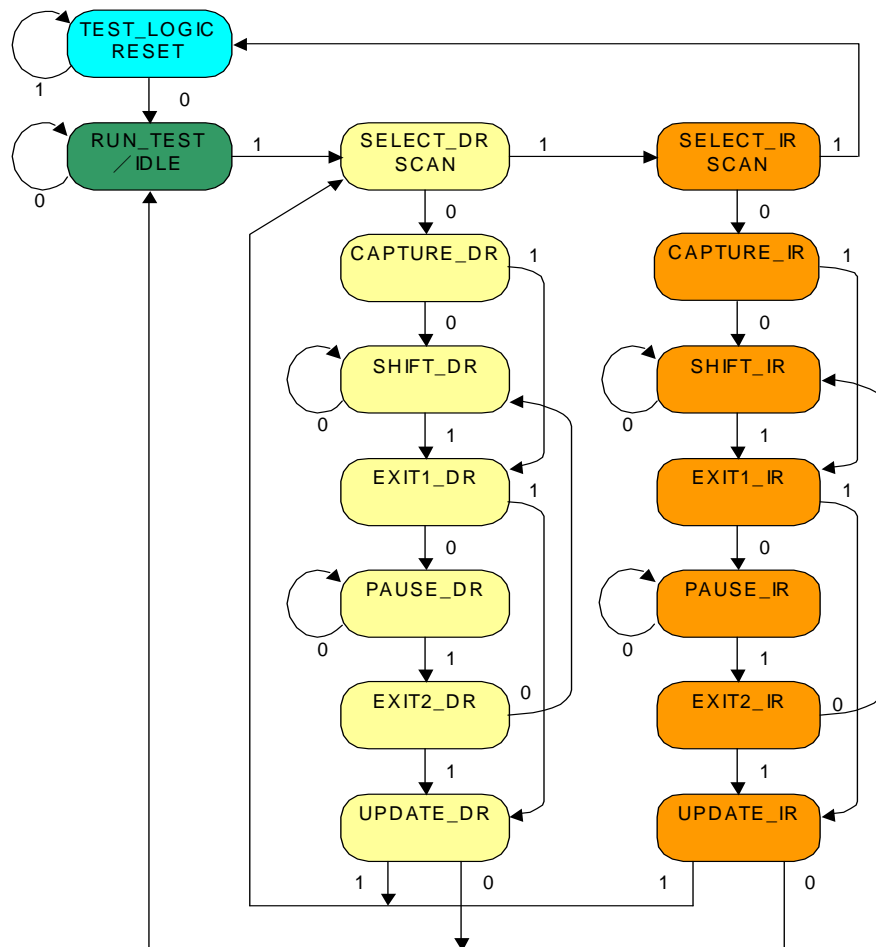 TEST_LOGIC
RESET
1
0
RUN_TEST
/IDLE
0
1
SELECT_DR
SCAN
1
SELECT_IR
SCAN
1
0
0
CAPTURE_DR
1
CAPTURE_IR
1
0
0
SHIFT_DR
0
SHIFT_IR
0
1
1
EXIT1_DR
1
EXIT1_IR
1
0
0
PAUSE_DR
0
PAUSE_IR
0
1
1
EXIT2_DR
0
EXIT2_IR
0
1
1
UPDATE_DR
UPDATE_IR
1
0
1
0